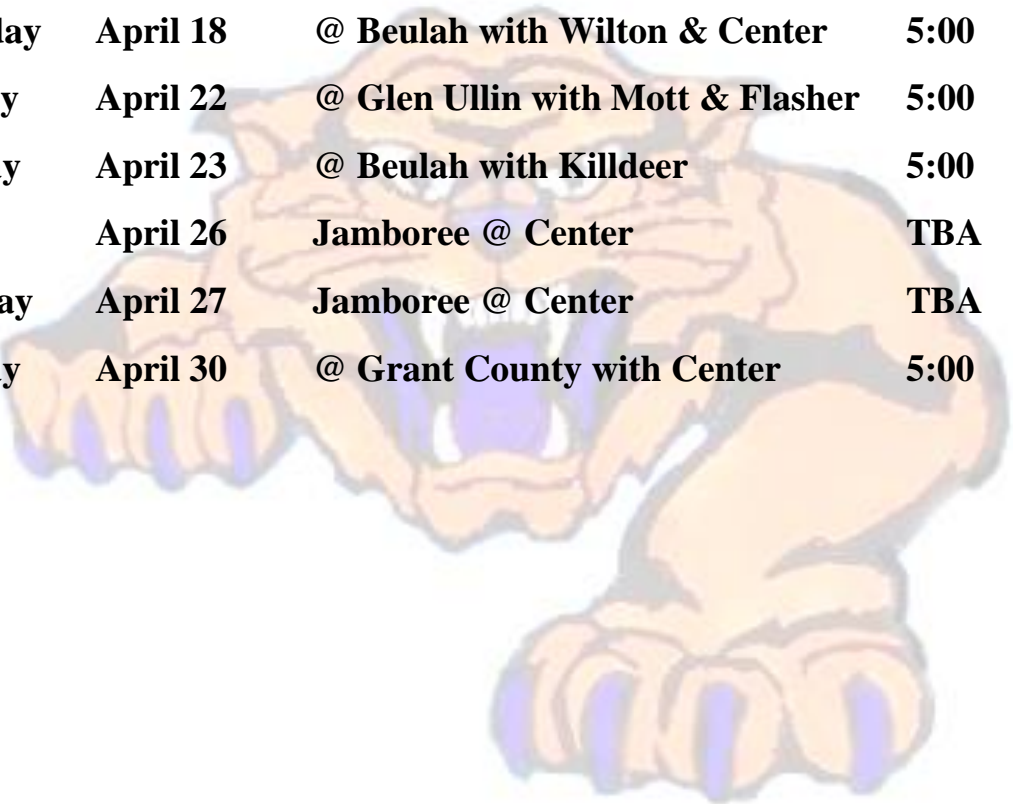 lay April 18 @ Beulah with Wilton & Center 5:00
y April 22 @ Glen Ullin with Mott & Flasher 5:00
ay April 23 @ Beulah with Killdeer 5:00
April 26 Jamboree @ Center TBA
ay April 27 Jamboree @ Center TBA
ay April 30 @ Grant County with Center 5:00